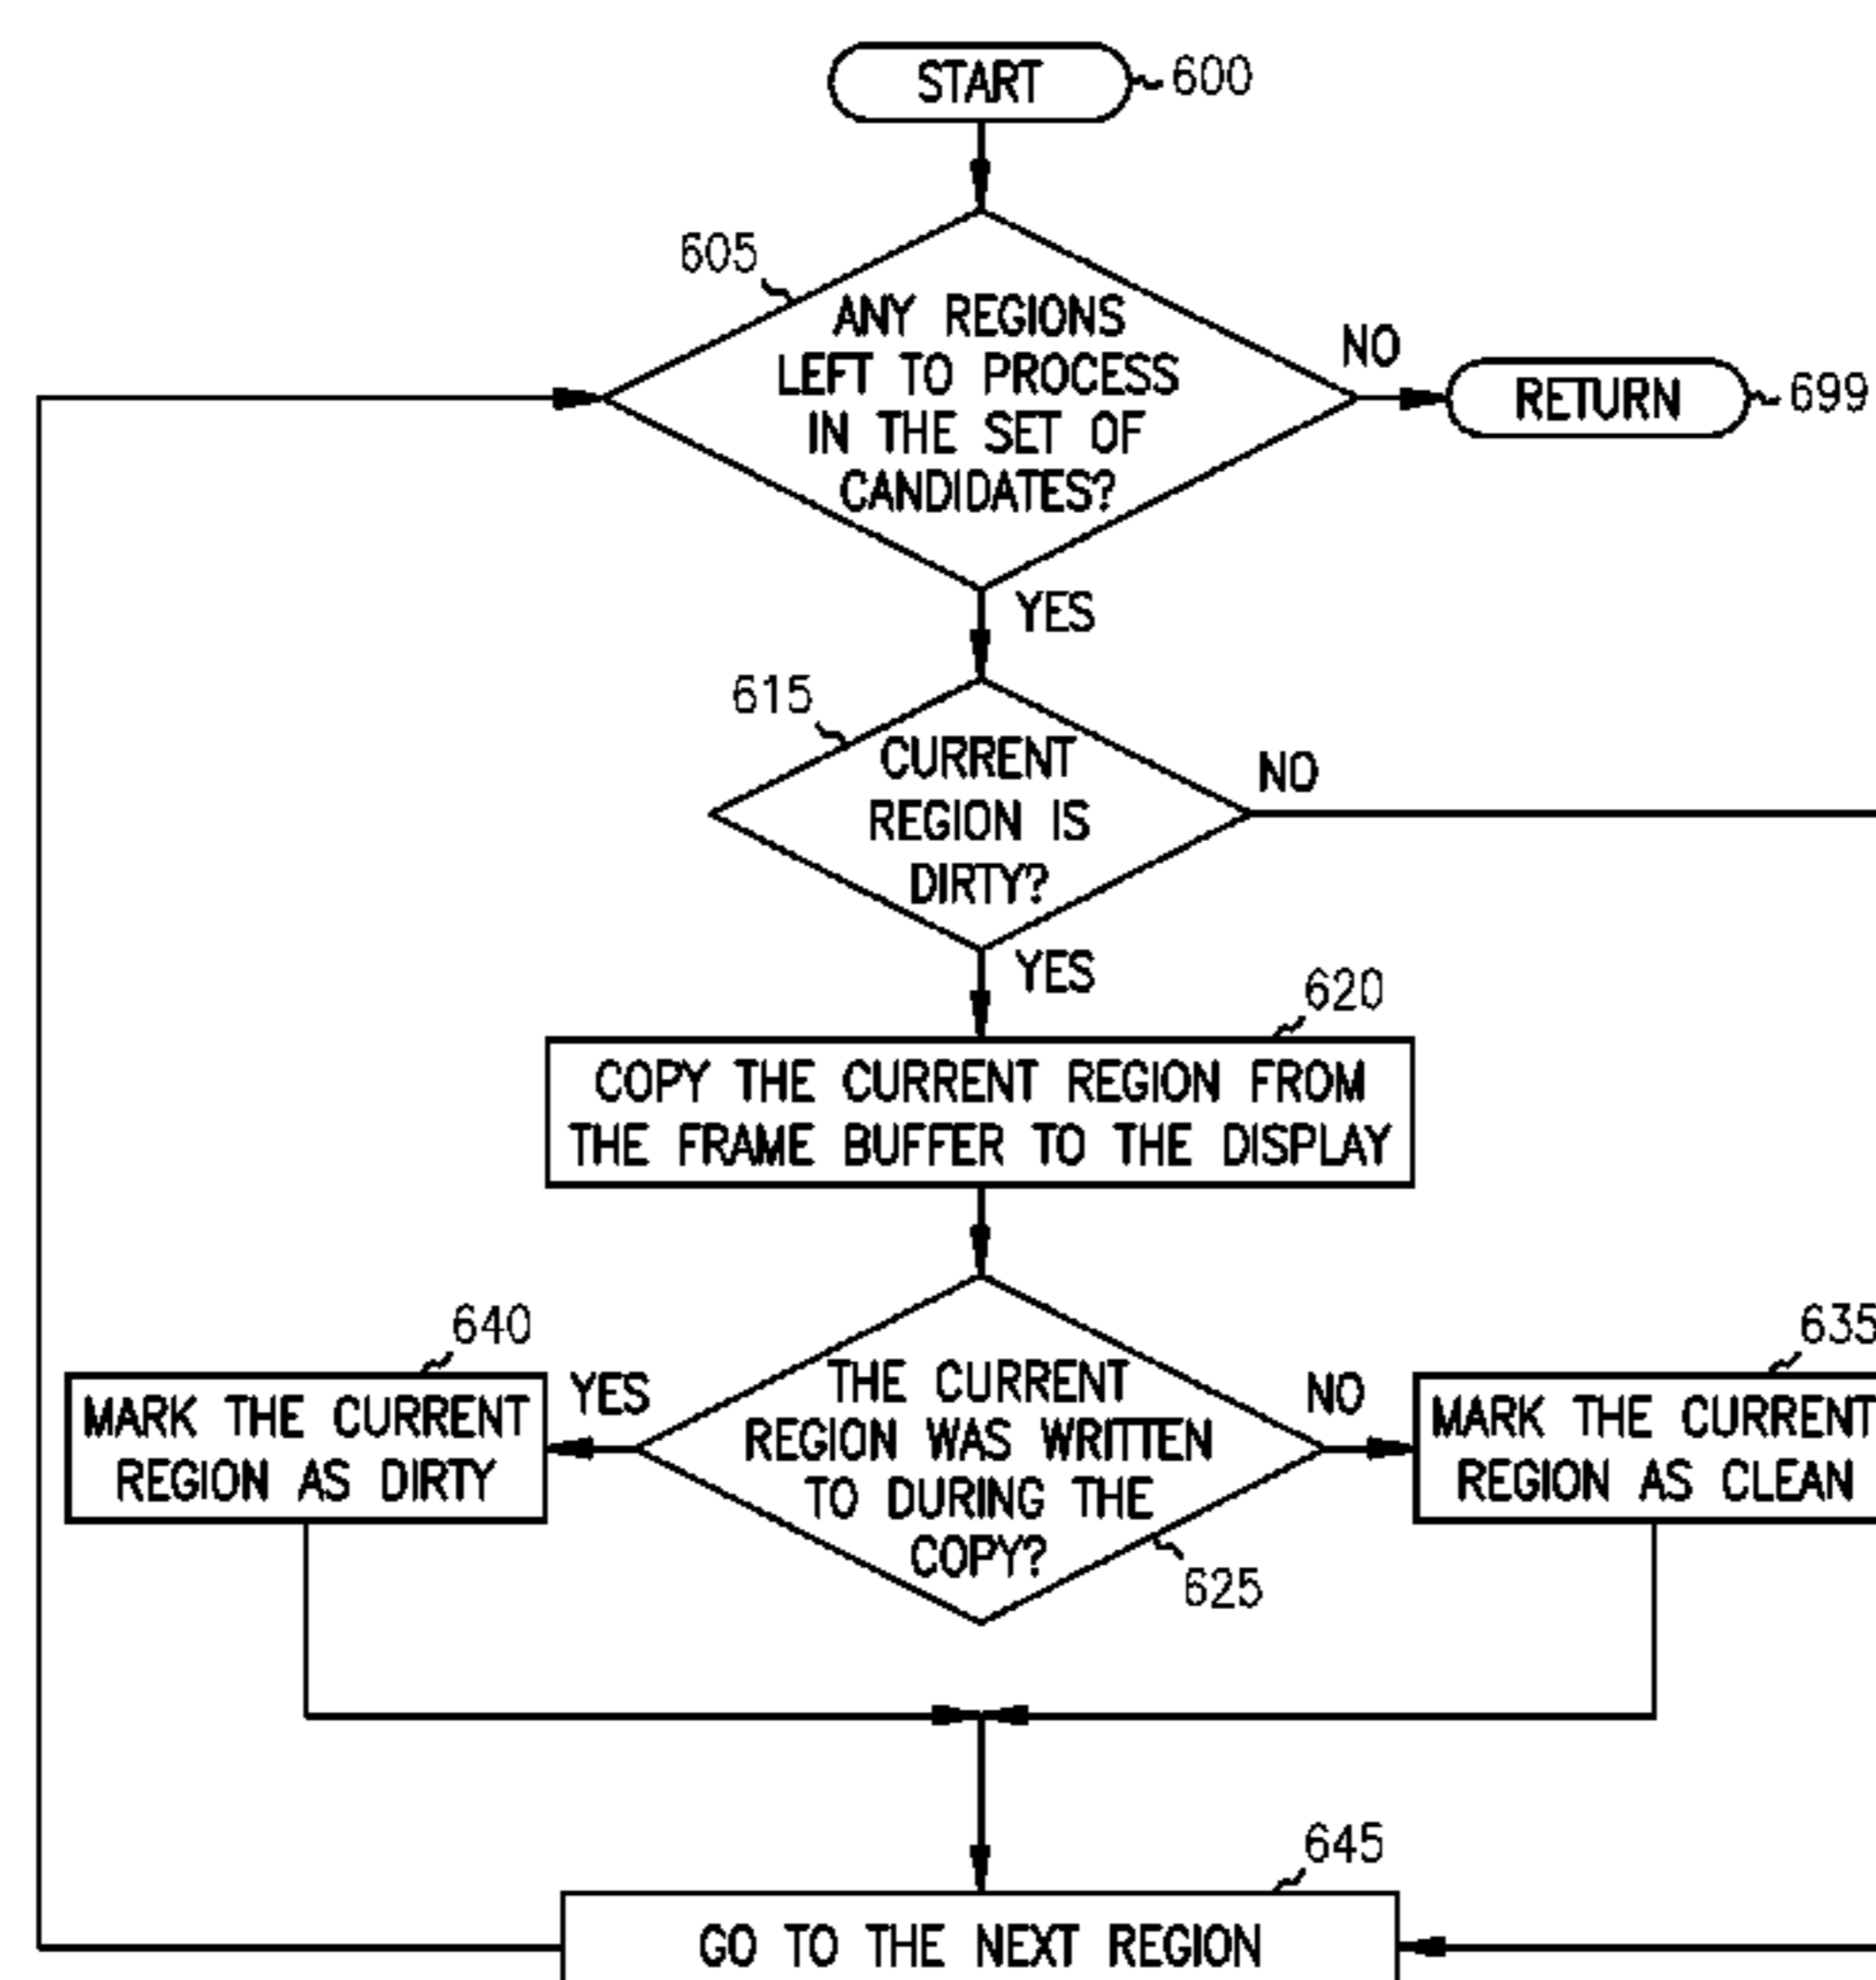 START
600
605
ANY REGIONS
LEFT TO PROCESS
IN THE SET OF
CANDIDATES?
NO
RETURN
699
YES
615
CURRENT
REGION IS
DIRTY?
NO
YES
620
COPY THE CURRENT REGION FROM
THE FRAME BUFFER TO THE DISPLAY
640
MARK THE CURRENT
REGION AS DIRTY
YES
THE CURRENT
REGION WAS WRITTEN
TO DURING THE
COPY?
625
NO
635
MARK THE CURRENT
REGION AS CLEAN
645
GO TO THE NEXT REGION